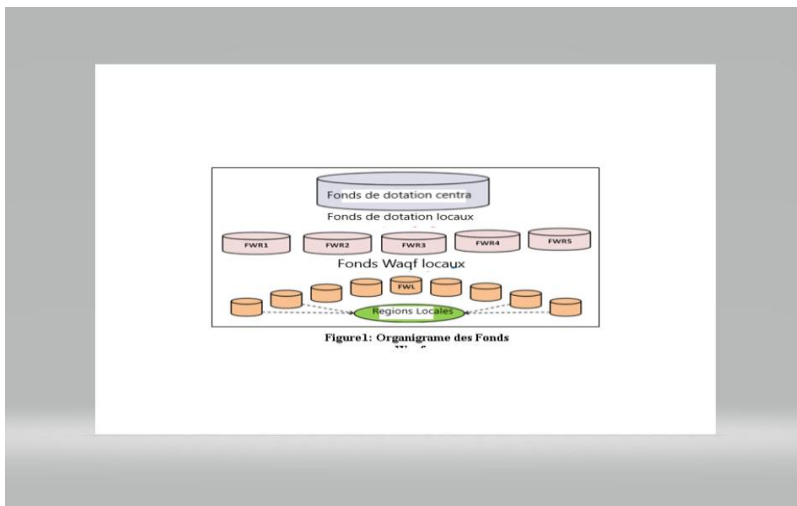 Fonds de dotation centra
Fonds de dotation locaux
FWR1 FWR2 FWR3 FWR4 FWR5
Fonds Waqf locaux
FWL
Regions Locales
Figure1: Organigrame des Fonds